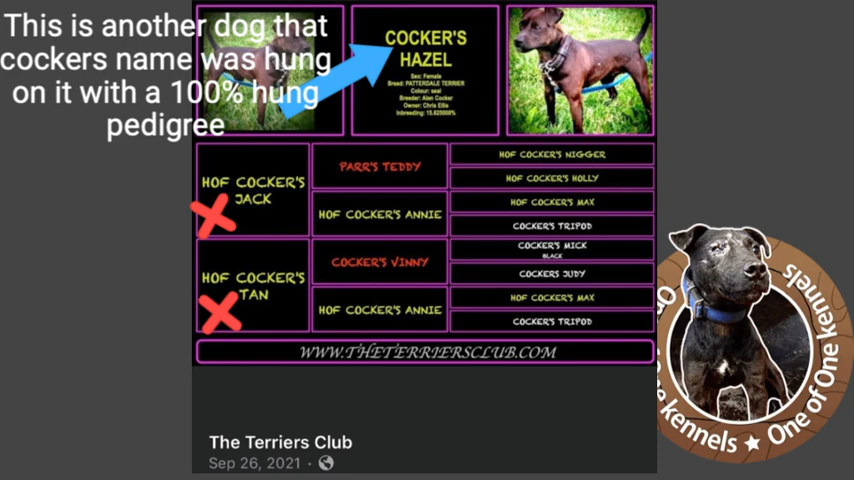 This is another dog that
cockers name was hung
on it with a 100% hung
pedigree
COCKER'S
HAZEL
Sex: Female
Breed: PATTERDALE TERRIER
Colour: seal
Breeder: Alan Cocker
Owner: Chris Ellis
Inbreeding: 15.625000%
HOF COCKER'S
JACK
PARR'S TEDDY
HOF COCKER'S NIGGER
HOF COCKER'S HOLLY
HOF COCKER'S ANNIE
HOF COCKER'S MAX
COCKER'S TRIPOD
HOF COCKER'S
TAN
COCKER'S VINNY
COCKER'S MICK
BLACK
COCKERS JUDY
HOF COCKER'S ANNIE
HOF COCKER'S MAX
COCKER'S TRIPOD
WWW.THETERRIERSCLUB.COM
The Terriers Club
Sep 26, 2021 ·
kennels ★ One of One kennels